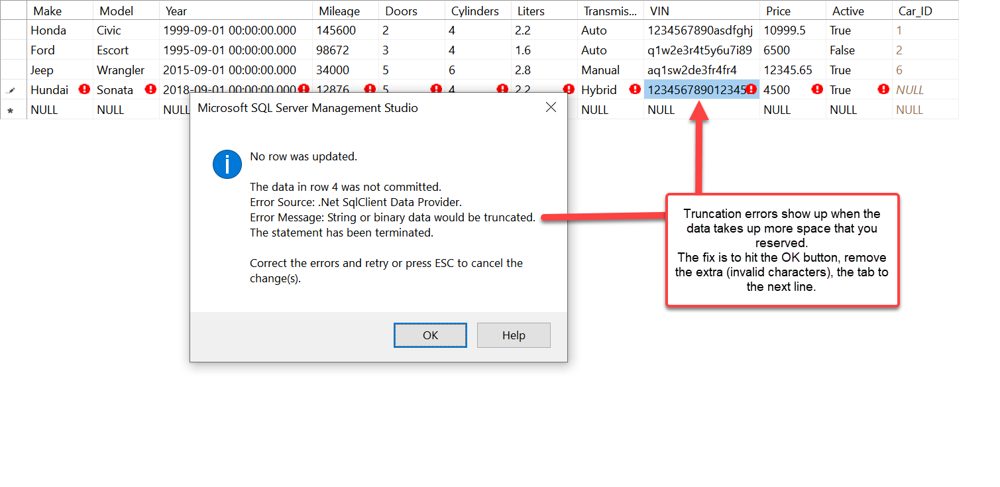 Make Model Year Mileage Doors Cylinders Liters Transmis... VIN Price Active Car_ID
Honda Civic 1999-09-01 00:00:00.000 145600 2 4 2.2 Auto 1234567890asdfghj 10999.5 True 1
Ford Escort 1995-09-01 00:00:00.000 98672 3 4 1.6 Auto q1w2e3r4t5y6u7i89 6500 False 2
Jeep Wrangler 2015-09-01 00:00:00.000 34000 5 6 2.8 Manual aq1sw2de3fr4fr4 12345.65 True 6
Hundai Sonata 2018-09-01 00:00:00.000 12876 5 4 2.2 Hybrid 123456789012345 4500 True NULL
* NULL NULL NULL NULL NULL NULL NULL NULL
Microsoft SQL Server Management Studio
No row was updated.
The data in row 4 was not committed.
Error Source: .Net SqlClient Data Provider.
Error Message: String or binary data would be truncated.
The statement has been terminated.
Correct the errors and retry or press ESC to cancel the
change(s).
OK Help
Truncation errors show up when the
data takes up more space that you
reserved.
The fix is to hit the OK button, remove
the extra (invalid characters), the tab to
the next line.